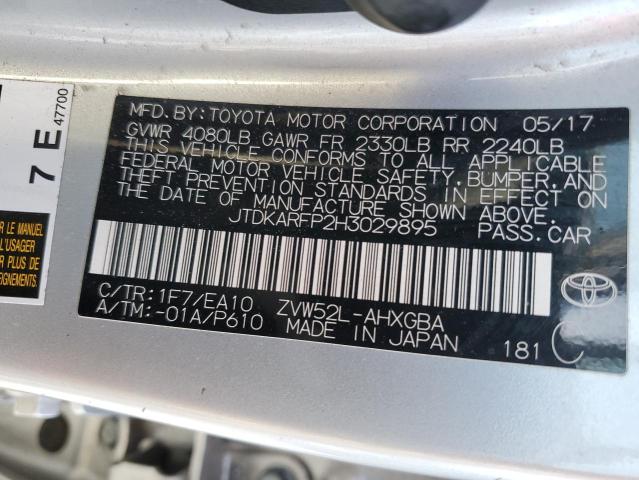 MFD.BY:TOYOTA MOTOR CORPORATION 05/17
GVWR 4080LB GAWR FR 2330LB RR 2240LB
THIS VEHICLE CONFORMS TO ALL APPLICABLE
FEDERAL MOTOR VEHICLE SAFETY,BUMPER,AND
THEFT PREVENTION STANDARDS IN EFFECT ON
THE DATE OF MANUFACTURE SHOWN ABOVE.
JTDKARFP2H3029895 PASS.CAR
C/TR:1F7/EA10 ZVW52L-AHXGBA
A/TM:-01A/P610 MADE IN JAPAN 181 C
7 E 47700
R LE MANUEL
L'USAGER
EIGNEMENTS.